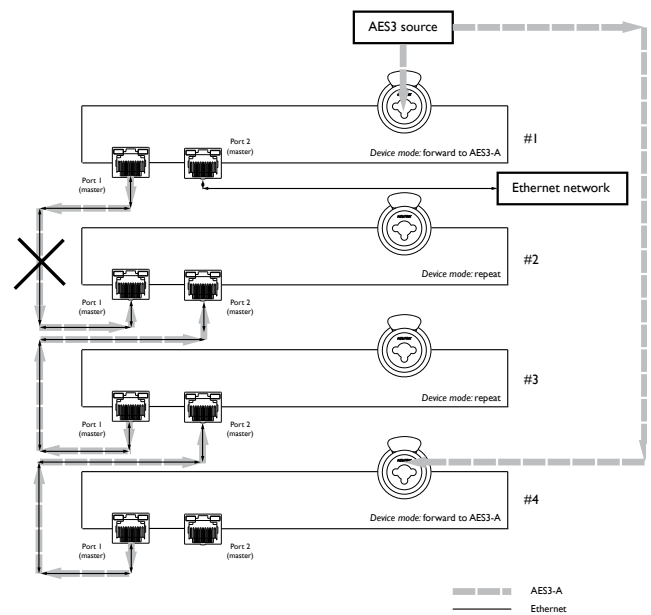 AES3 source
Port 2
(master)
Device mode: forward to AES3-A
#1
Port 1
(master)
Ethernet network
Device mode: repeat
#2
Port 1
(master)
Port 2
(master)
Device mode: repeat
#3
Port 1
(master)
Port 2
(master)
Device mode: forward to AES3-A
#4
Port 1
(master)
Port 2
(master)
AES3-A
Ethernet